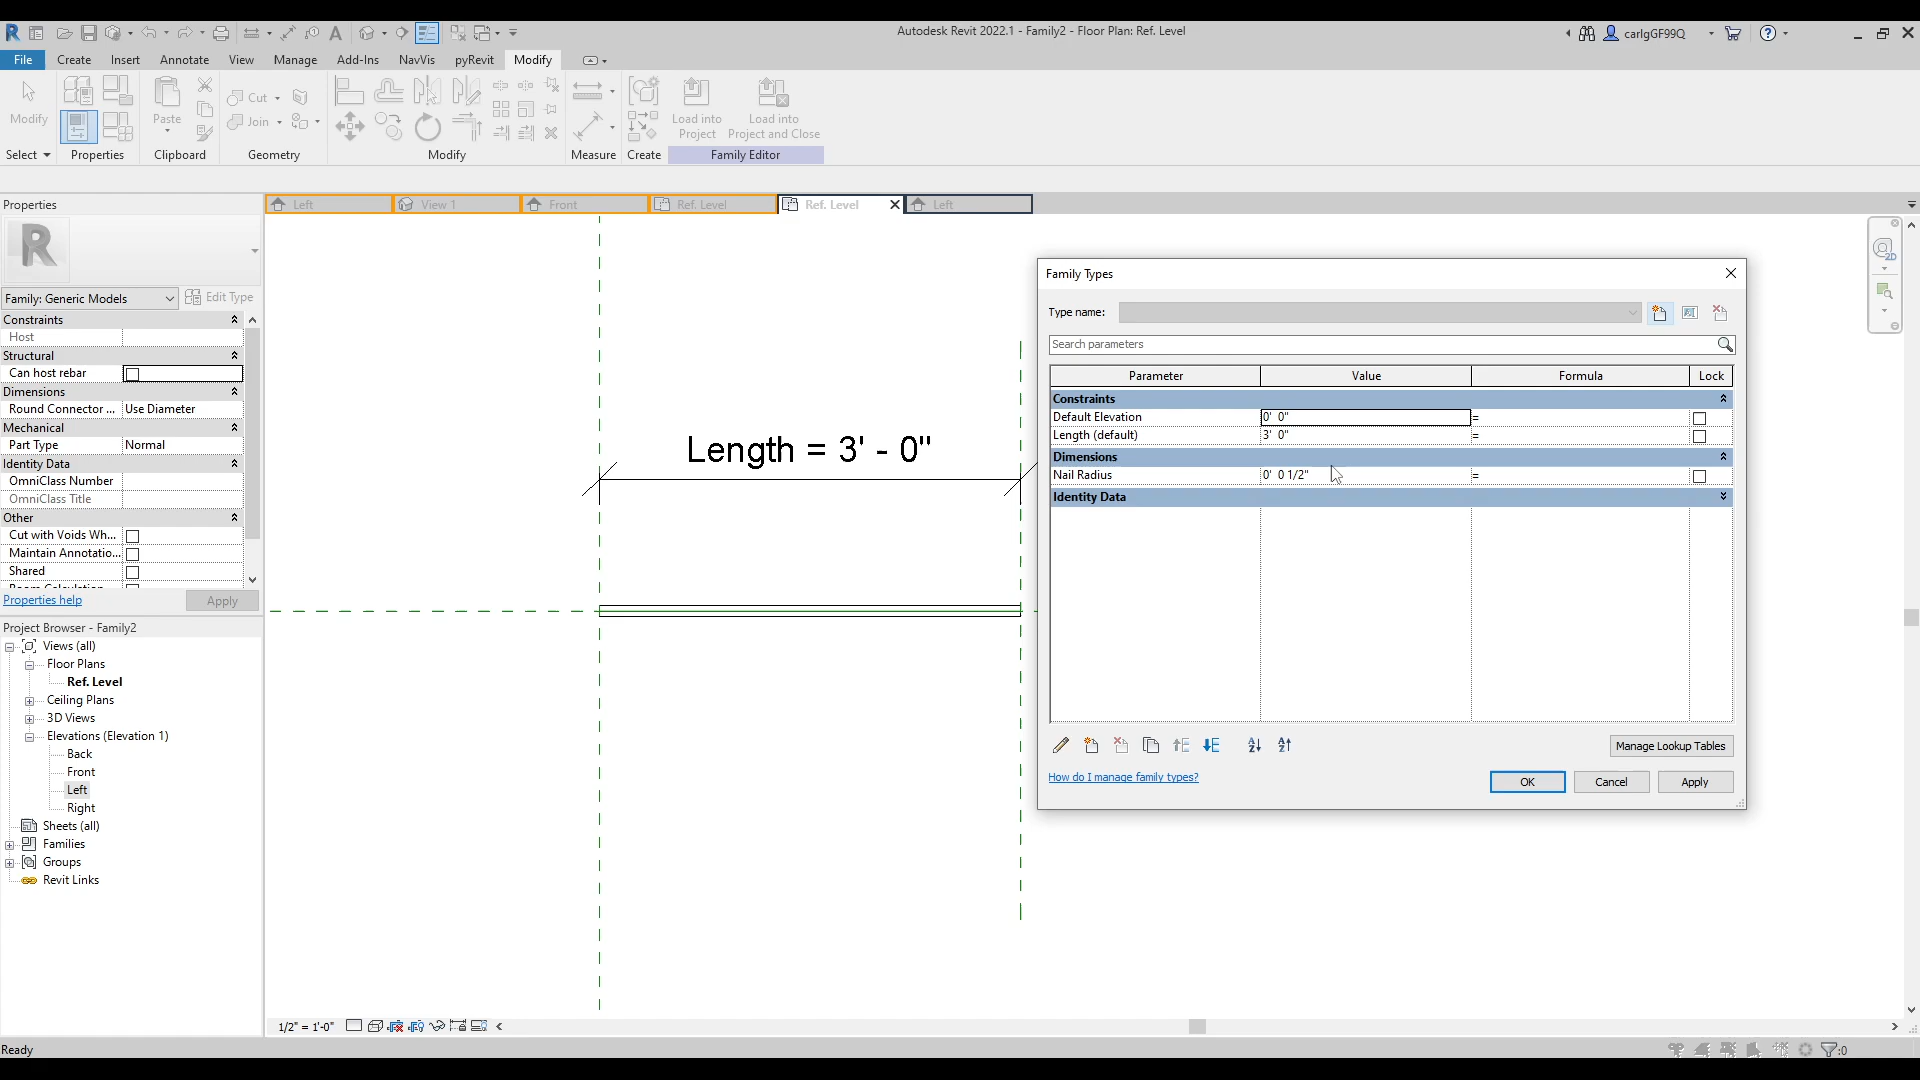 Autodesk Revit 2022.1 - Family2 - Floor Plan: Ref. Level
carlgGF99Q
File Create Insert Annotate View Manage Add-Ins NavVis pyRevit Modify
Modify
Paste
Cut
Join
Load into Project
Load into Project and Close
Select Properties Clipboard Geometry Modify Measure Create Family Editor
Properties
Left
View 1
Front
Ref. Level
Ref. Level
Left
R
Family: Generic Models
Edit Type
Constraints
Host
Structural
Can host rebar
Dimensions
Round Connector ... Use Diameter
Mechanical
Part Type Normal
Identity Data
OmniClass Number
OmniClass Title
Other
Cut with Voids Wh...
Maintain Annotatio...
Shared
Room Calculation
Properties help
Apply
Project Browser - Family2
Views (all)
Floor Plans
Ref. Level
Ceiling Plans
3D Views
Elevations (Elevation 1)
Back
Front
Left
Right
Sheets (all)
Families
Groups
Revit Links
Length = 3' - 0"
Family Types
Type name:
Search parameters
Parameter Value Formula Lock
Constraints
Default Elevation 0' 0" =
Length (default) 3' 0" =
Dimensions
Nail Radius 0' 0 1/2" =
Identity Data
Manage Lookup Tables
How do I manage family types?
OK Cancel Apply
2D
1/2" = 1'-0"
Ready
:0